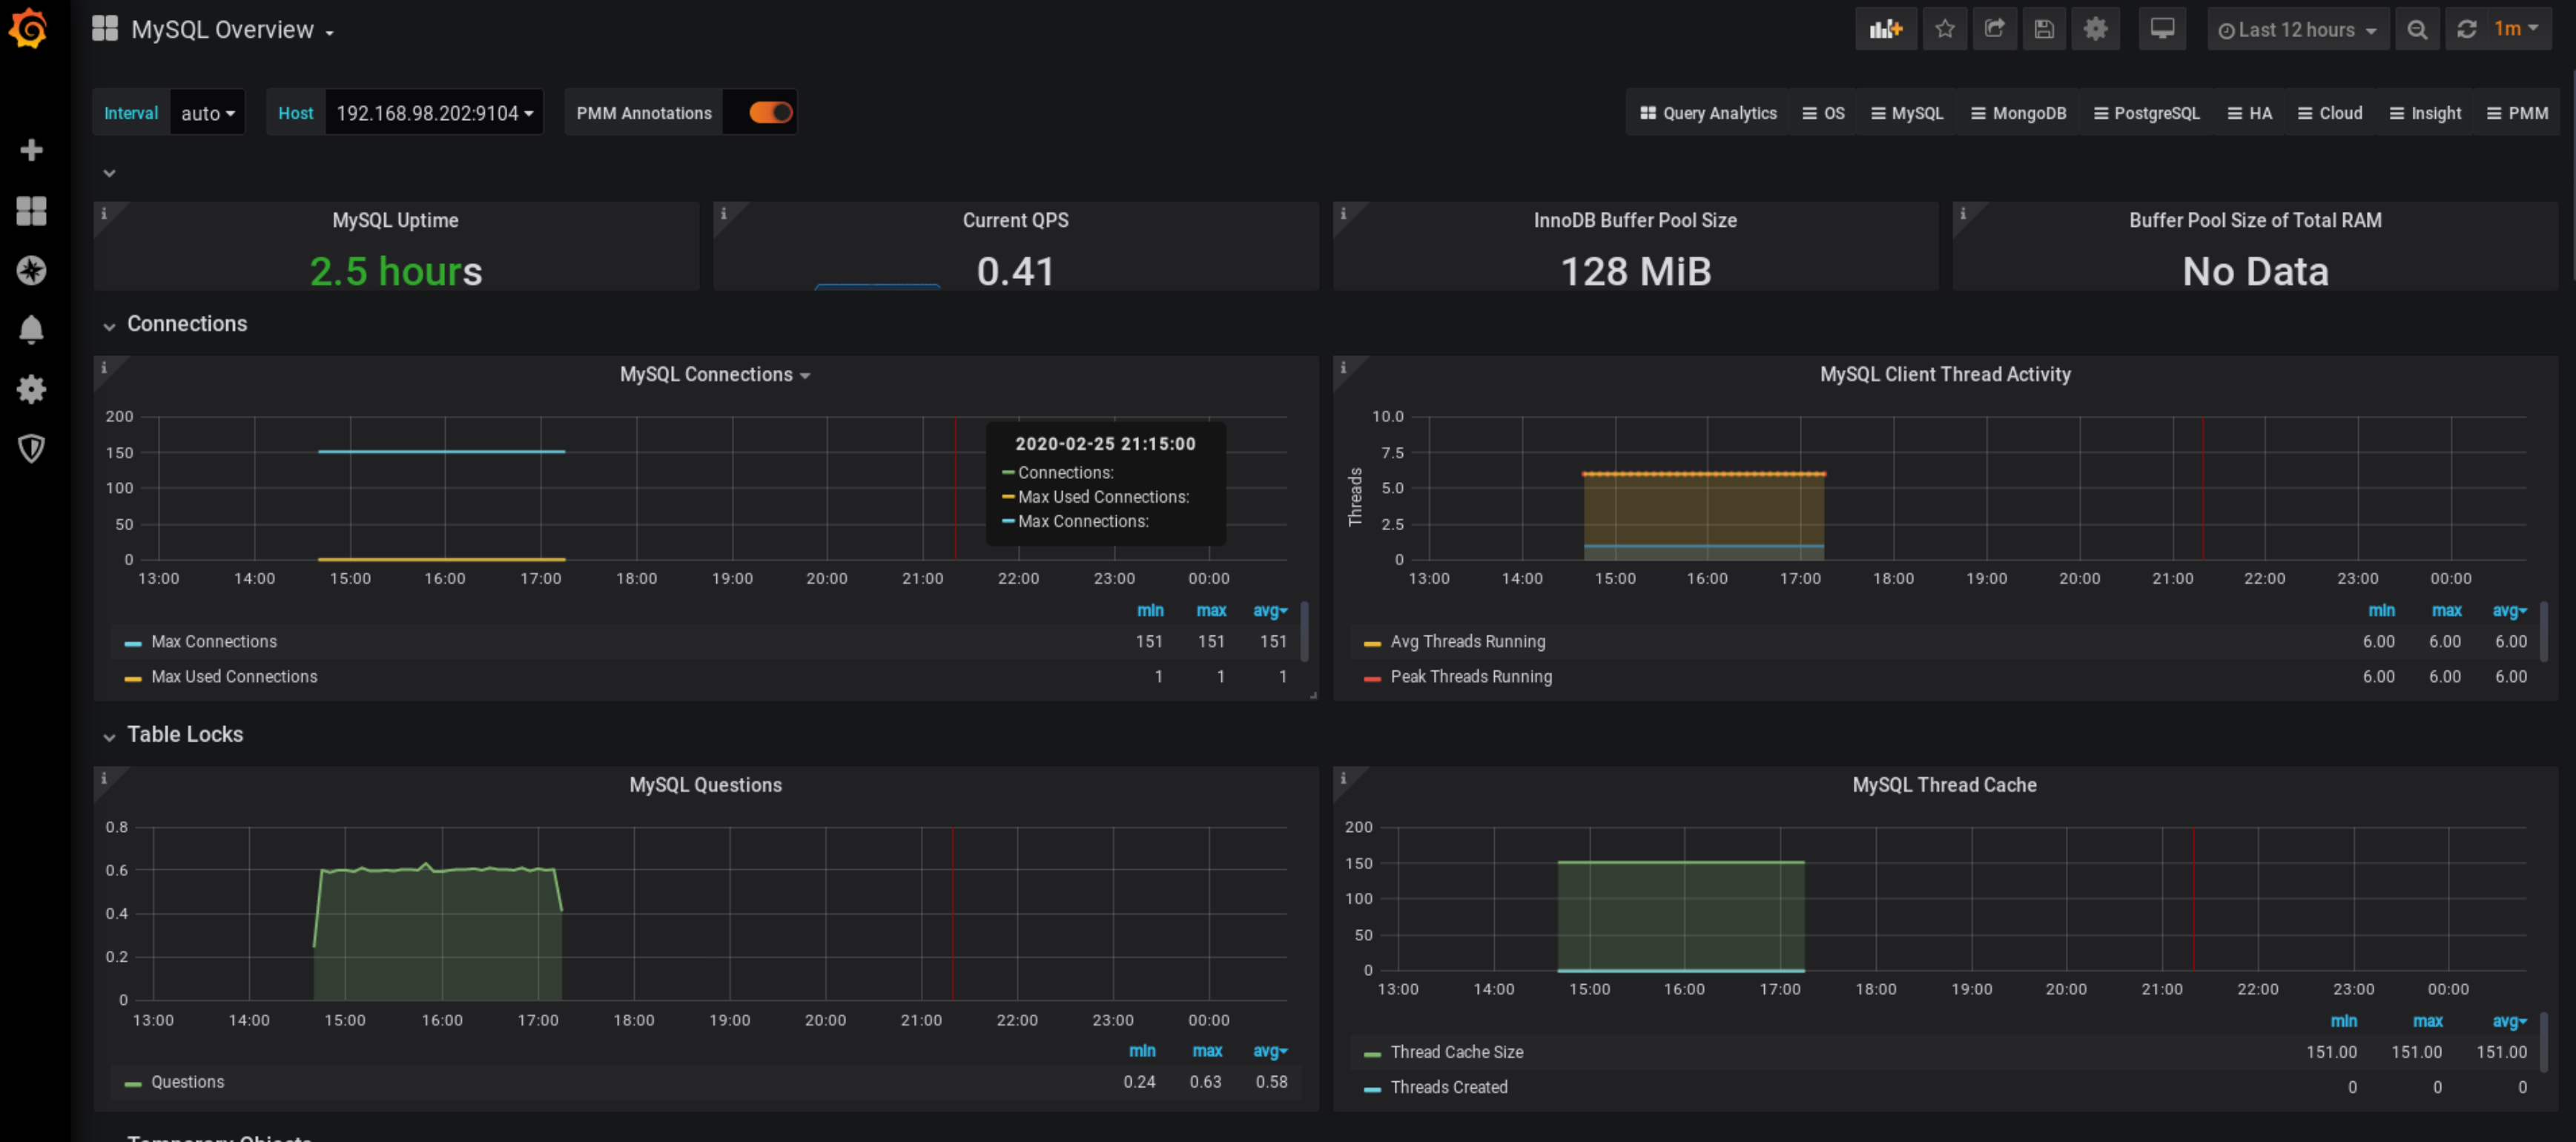 MySQL Overview
Last 12 hours 1m
Interval auto Host 192.168.98.202:9104 PMM Annotations
Query Analytics OS MySQL MongoDB PostgreSQL HA Cloud Insight PMM
MySQL Uptime
2.5 hours
Current QPS
0.41
InnoDB Buffer Pool Size
128 MiB
Buffer Pool Size of Total RAM
No Data
Connections
MySQL Connections
200
150
100
50
0
13:00 14:00 15:00 16:00 17:00 18:00 19:00 20:00 21:00 22:00 23:00 00:00
2020-02-25 21:15:00
Connections:
Max Used Connections:
Max Connections:
min max avg
Max Connections 151 151 151
Max Used Connections 1 1 1
MySQL Client Thread Activity
Threads
10.0
7.5
5.0
2.5
0
13:00 14:00 15:00 16:00 17:00 18:00 19:00 20:00 21:00 22:00 23:00 00:00
min max avg
Avg Threads Running 6.00 6.00 6.00
Peak Threads Running 6.00 6.00 6.00
Table Locks
MySQL Questions
0.8
0.6
0.4
0.2
0
13:00 14:00 15:00 16:00 17:00 18:00 19:00 20:00 21:00 22:00 23:00 00:00
min max avg
Questions 0.24 0.63 0.58
MySQL Thread Cache
200
150
100
50
0
13:00 14:00 15:00 16:00 17:00 18:00 19:00 20:00 21:00 22:00 23:00 00:00
min max avg
Thread Cache Size 151.00 151.00 151.00
Threads Created 0 0 0
Temporary Objects